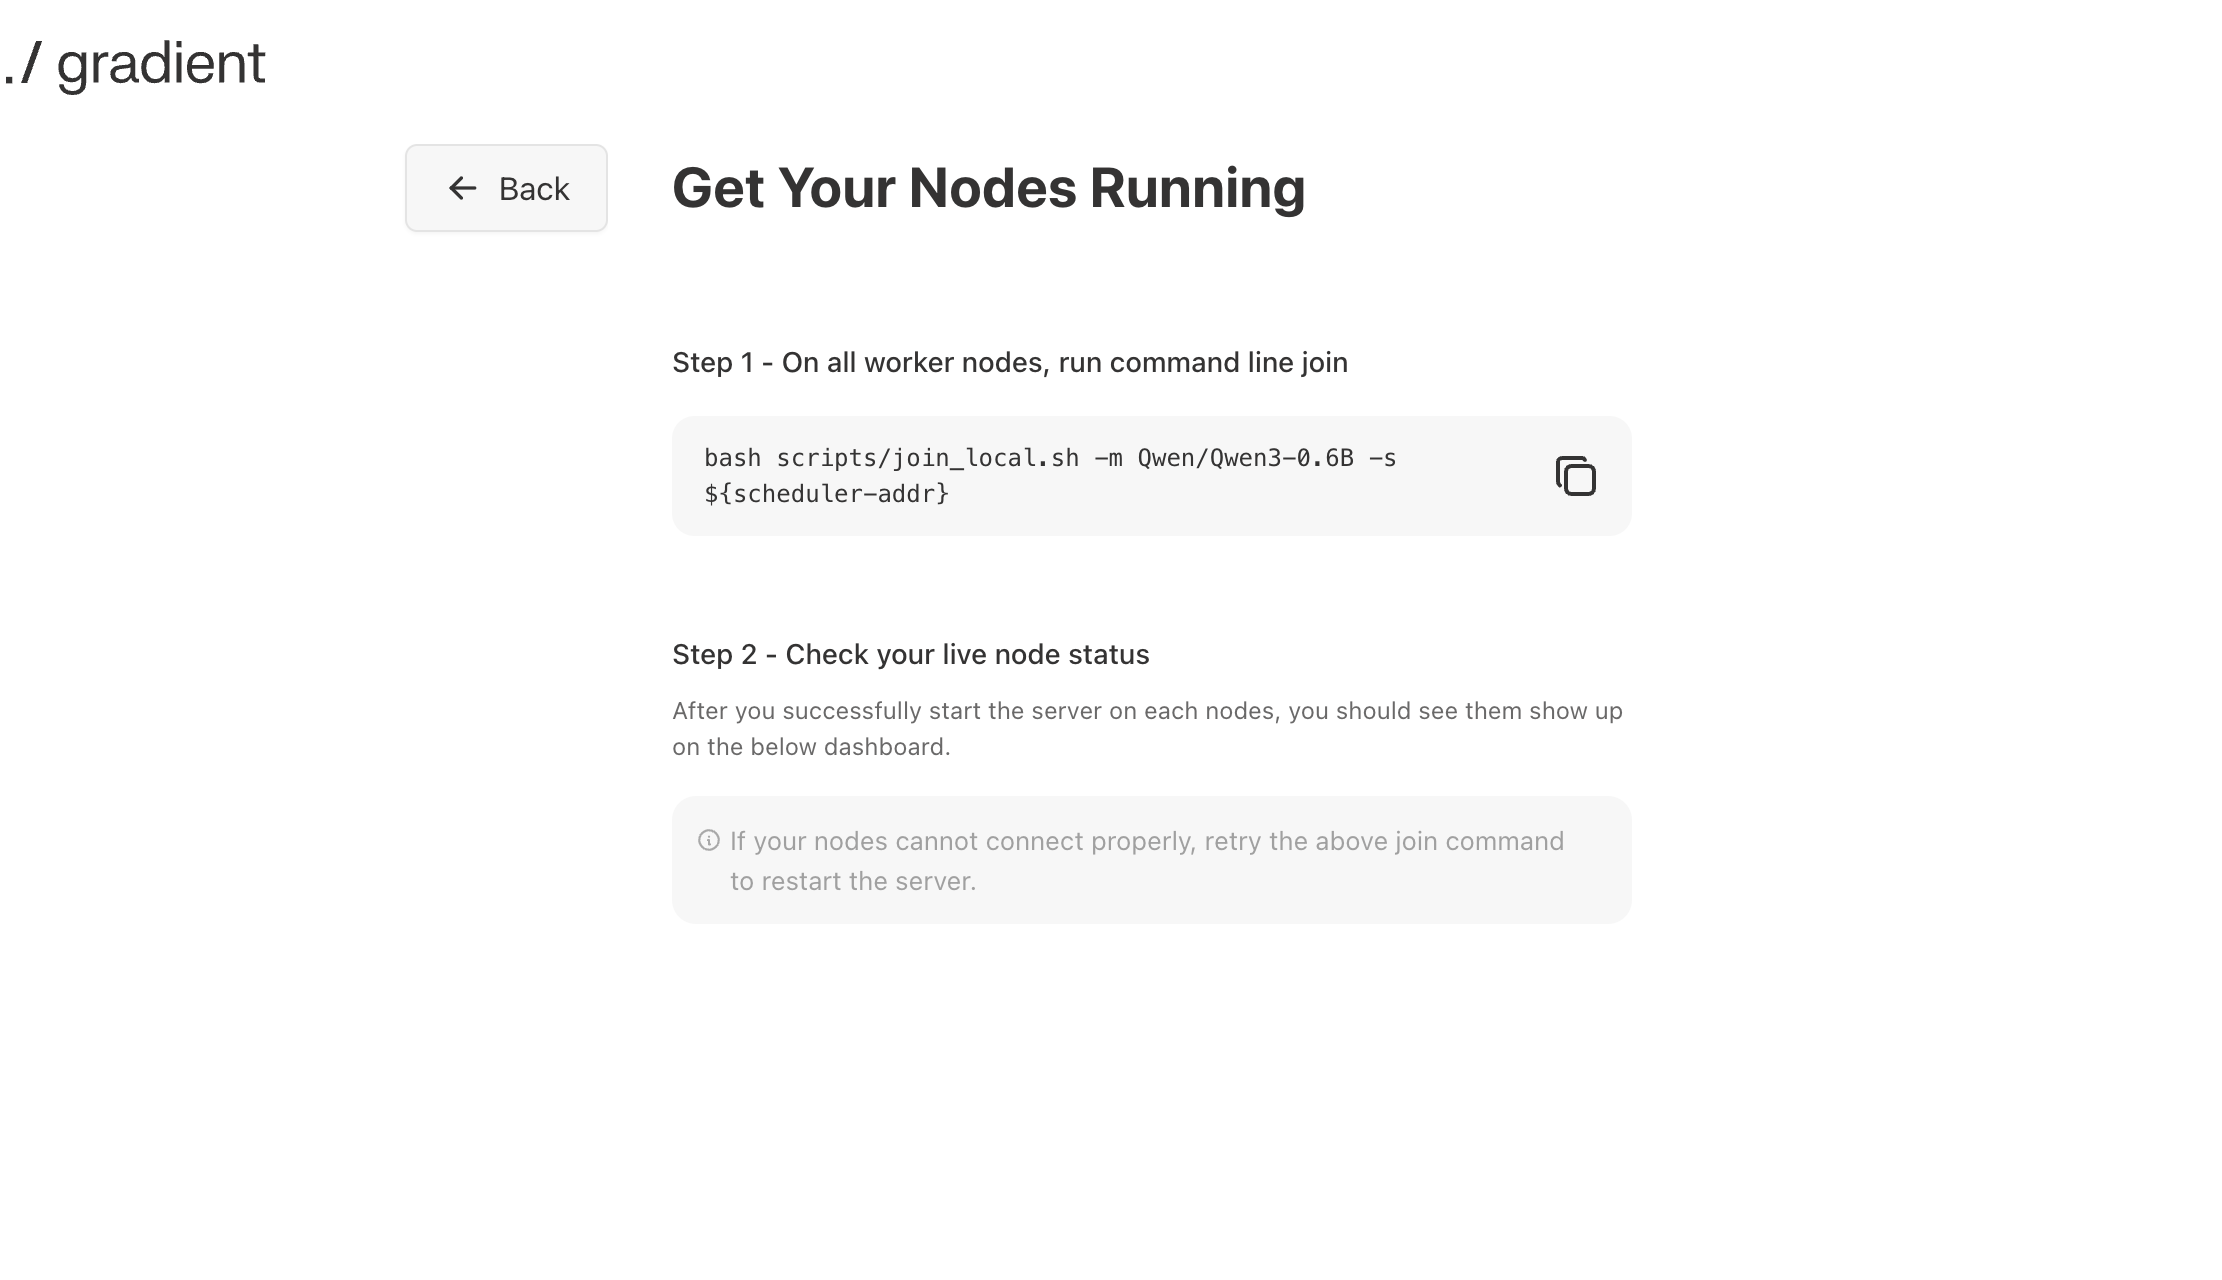 ./ gradient
Back
Get Your Nodes Running
Step 1 - On all worker nodes, run command line join
bash scripts/join_local.sh -m Qwen/Qwen3-0.6B -s
${scheduler-addr}
Step 2 - Check your live node status
After you successfully start the server on each nodes, you should see them show up
on the below dashboard.
If your nodes cannot connect properly, retry the above join command
to restart the server.